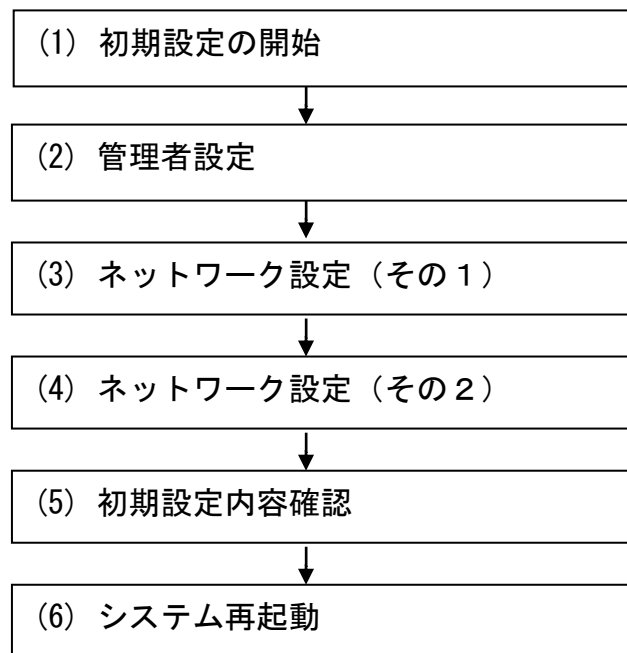 (1) 初期設定の開始
(2) 管理者設定
(3) ネットワーク設定（その１）
(4) ネットワーク設定（その２）
(5) 初期設定内容確認
(6) システム再起動